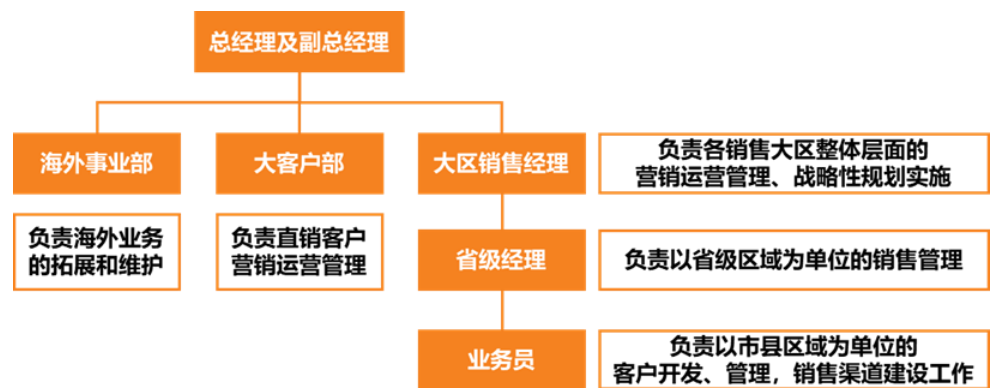 总经理及副总经理
海外事业部
大客户部
大区销售经理
负责各销售大区整体层面的
营销运营管理、战略性规划实施
负责海外业务
的拓展和维护
负责直销客户
营销运营管理
省级经理
负责以省级区域为单位的销售管理
业务员
负责以市县区域为单位的
客户开发、管理，销售渠道建设工作